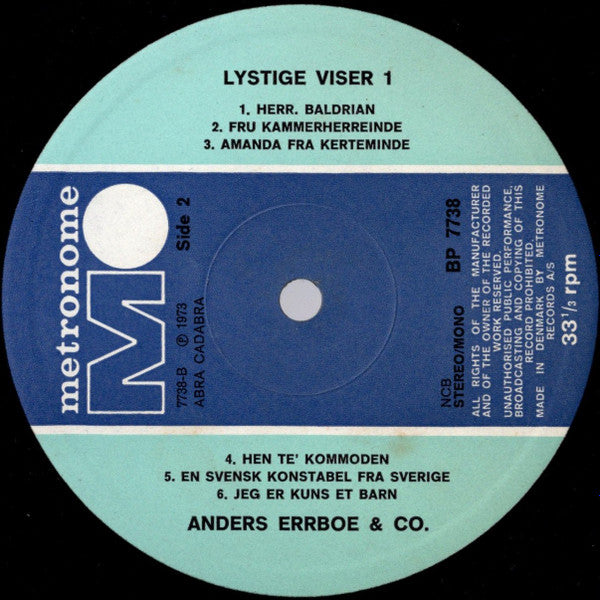 LYSTIGE VISER 1
1. HERR. BALDRIAN
2. FRU KAMMERHERREINDE
3. AMANDA FRA KERTEMINDE
metronome
M
Side 2
7738-B ℗ 1973
ABRA CADABRA
NCB
STEREO/MONO BP 7738
ALL RIGHTS OF THE MANUFACTURER
AND OF THE OWNER OF THE RECORDED
WORK RESERVED.
UNAUTHORISED PUBLIC PERFORMANCE,
BROADCASTING AND COPYING OF THIS
RECORD PROHIBITED.
MADE IN DENMARK BY METRONOME
RECORDS A/S
33 1/3 rpm
4. HEN TE' KOMMODEN
5. EN SVENSK KONSTABEL FRA SVERIGE
6. JEG ER KUNS ET BARN
ANDERS ERRBOE & CO.